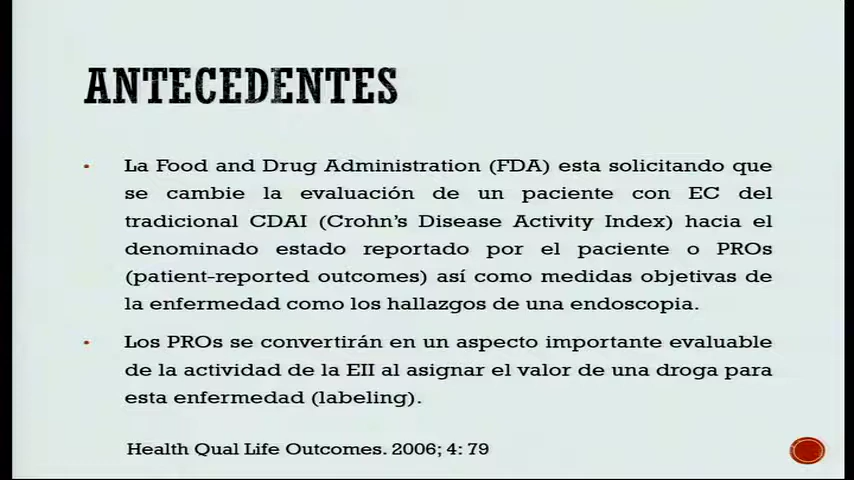 ANTECEDENTES
• La Food and Drug Administration (FDA) esta solicitando que
se cambie la evaluación de un paciente con EC del
tradicional CDAI (Crohn's Disease Activity Index) hacia el
denominado estado reportado por el paciente o PROs
(patient-reported outcomes) así como medidas objetivas de
la enfermedad como los hallazgos de una endoscopia.
• Los PROs se convertirán en un aspecto importante evaluable
de la actividad de la EII al asignar el valor de una droga para
esta enfermedad (labeling).
Health Qual Life Outcomes. 2006; 4: 79